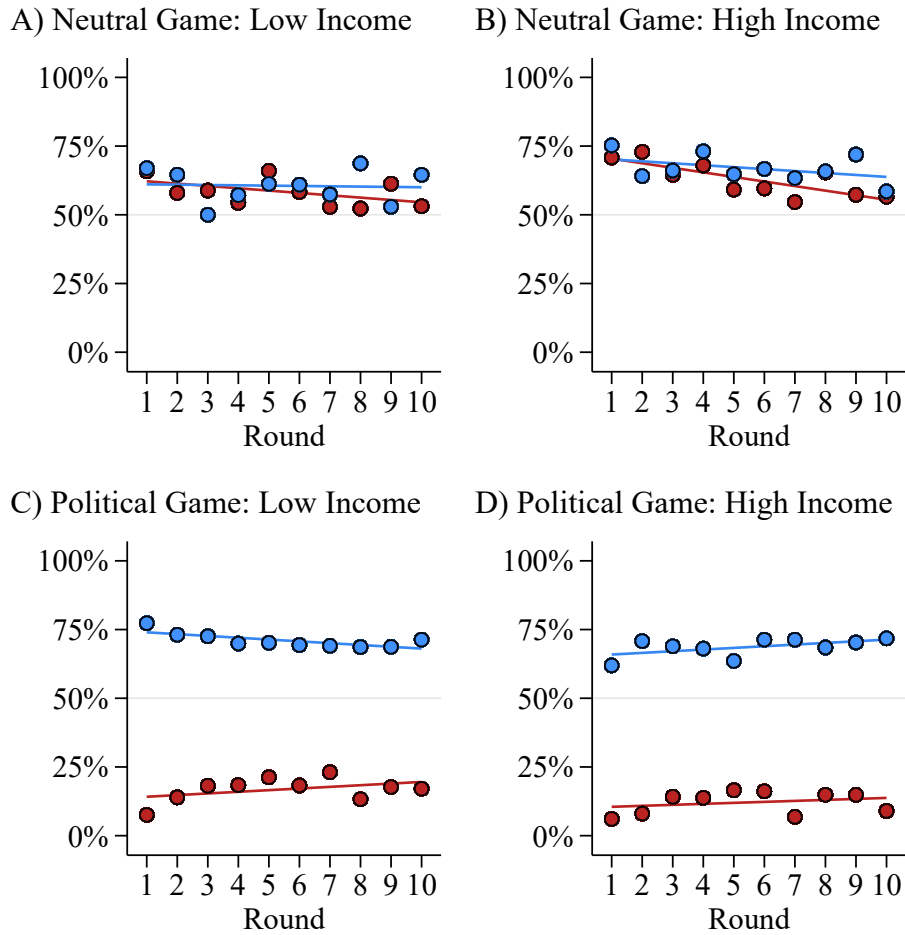 A) Neutral Game: Low Income
100%
75%
50%
25%
0%
1 2 3 4 5 6 7 8 9 10
Round
B) Neutral Game: High Income
100%
75%
50%
25%
0%
1 2 3 4 5 6 7 8 9 10
Round
C) Political Game: Low Income
100%
75%
50%
25%
0%
1 2 3 4 5 6 7 8 9 10
Round
D) Political Game: High Income
100%
75%
50%
25%
0%
1 2 3 4 5 6 7 8 9 10
Round